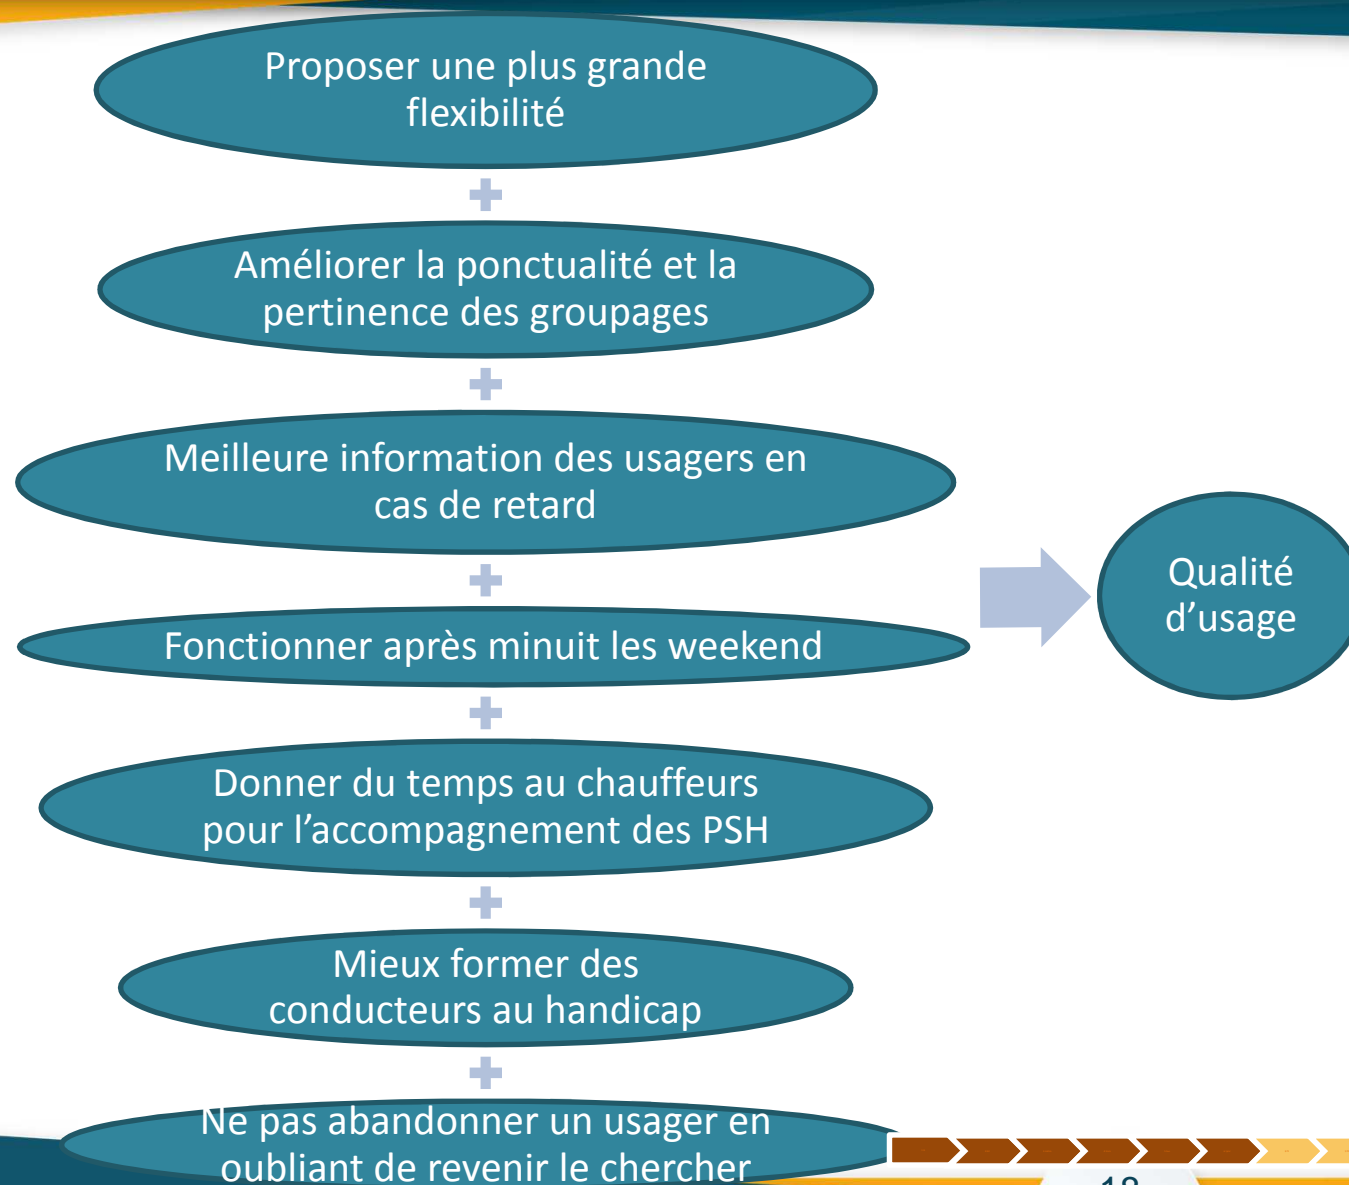 Proposer une plus grande
flexibilité
Améliorer la ponctualité et la
pertinence des groupages
Meilleure information des usagers en
cas de retard
Fonctionner après minuit les weekend
Donner du temps au chauffeurs
pour l’accompagnement des PSH
Mieux former des
conducteurs au handicap
Ne pas abandonner un usager en
oubliant de revenir le chercher
Qualité
d’usage